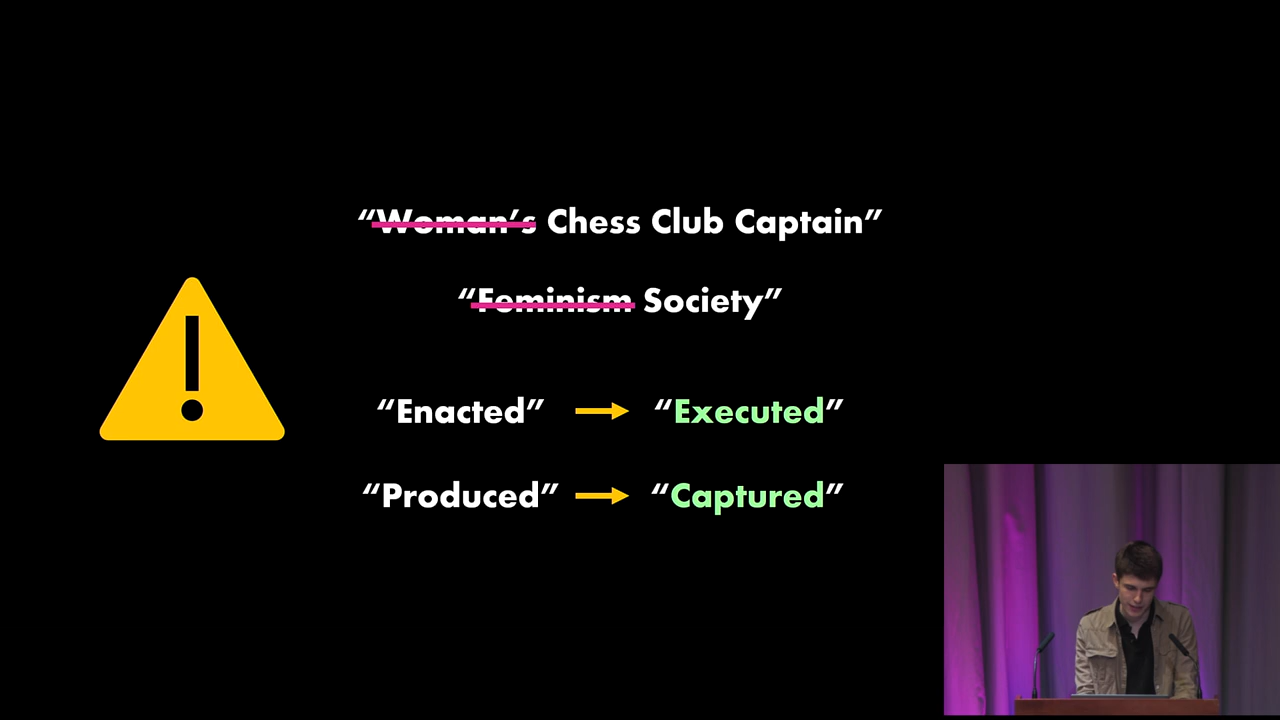 “Woman’s Chess Club Captain”
“Feminism Society”
“Enacted” “Executed”
“Produced” “Captured”